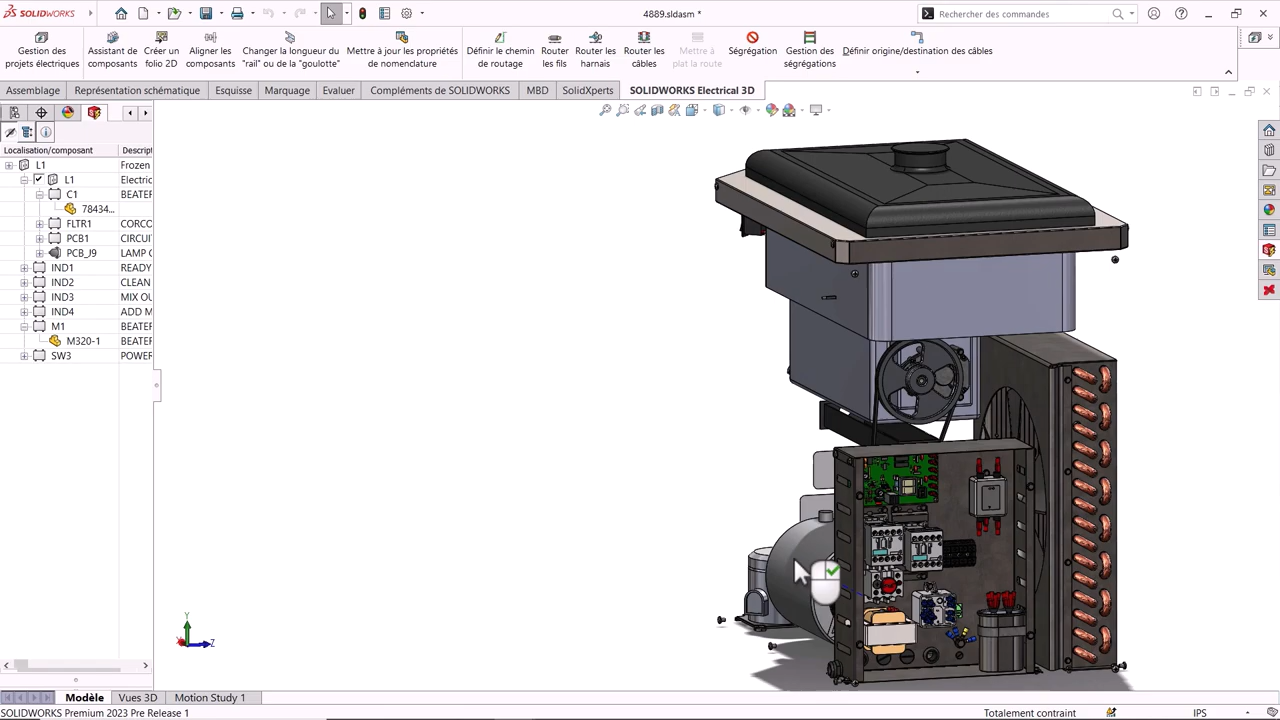 SOLIDWORKS
4889.sldasm *
Rechercher des commandes
Gestion des projets électriques
Assistant de composants
Créer un folio 2D
Aligner les composants
Changer la longueur du "rail" ou de la "goulotte"
Mettre à jour les propriétés de nomenclature
Définir le chemin de routage
Router les fils
Router les harnais
Router les câbles
Mettre à plat la route
Ségrégation
Gestion des ségrégations
Définir origine/destination des câbles
Assemblage
Représentation schématique
Esquisse
Marquage
Evaluer
Compléments de SOLIDWORKS
MBD
SolidXperts
SOLIDWORKS Electrical 3D
Localisation/composant Descript
L1 Frozen
L1 Electric
C1 BEATER
78434...
FLTR1 CORCO
PCB1 CIRCUI
PCB_J9 LAMP C
IND1 READY
IND2 CLEAN
IND3 MIX OU
IND4 ADD M
M1 BEATER
M320-1 BEATER
SW3 POWER
Y
Z
Modèle
Vues 3D
Motion Study 1
SOLIDWORKS Premium 2023 Pre Release 1
Totalement contraint
IPS